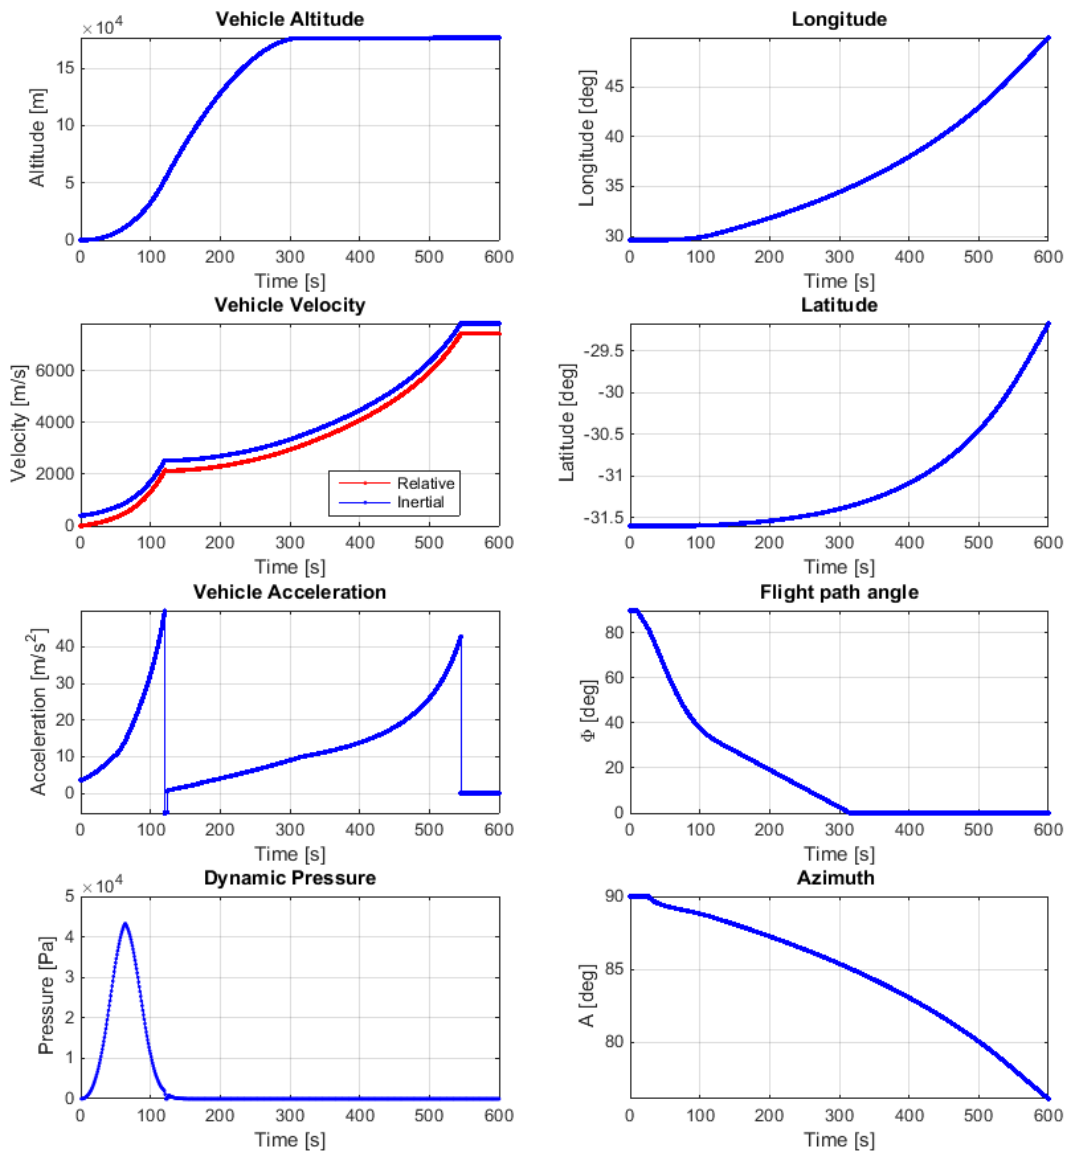 Vehicle Altitude
×10⁴
15
10
5
0
Altitude [m]
0 100 200 300 400 500 600
Time [s]
Longitude
45
40
35
30
Longitude [deg]
0 100 200 300 400 500 600
Time [s]
Vehicle Velocity
6000
4000
2000
0
Velocity [m/s]
Relative
Inertial
0 100 200 300 400 500 600
Time [s]
Latitude
-29.5
-30
-30.5
-31
-31.5
Latitude [deg]
0 100 200 300 400 500 600
Time [s]
Vehicle Acceleration
40
30
20
10
0
Acceleration [m/s²]
0 100 200 300 400 500 600
Time [s]
Flight path angle
80
60
40
20
0
Φ [deg]
0 100 200 300 400 500 600
Time [s]
Dynamic Pressure
×10⁴
5
4
3
2
1
0
Pressure [Pa]
0 100 200 300 400 500 600
Time [s]
Azimuth
90
85
80
A [deg]
0 100 200 300 400 500 600
Time [s]